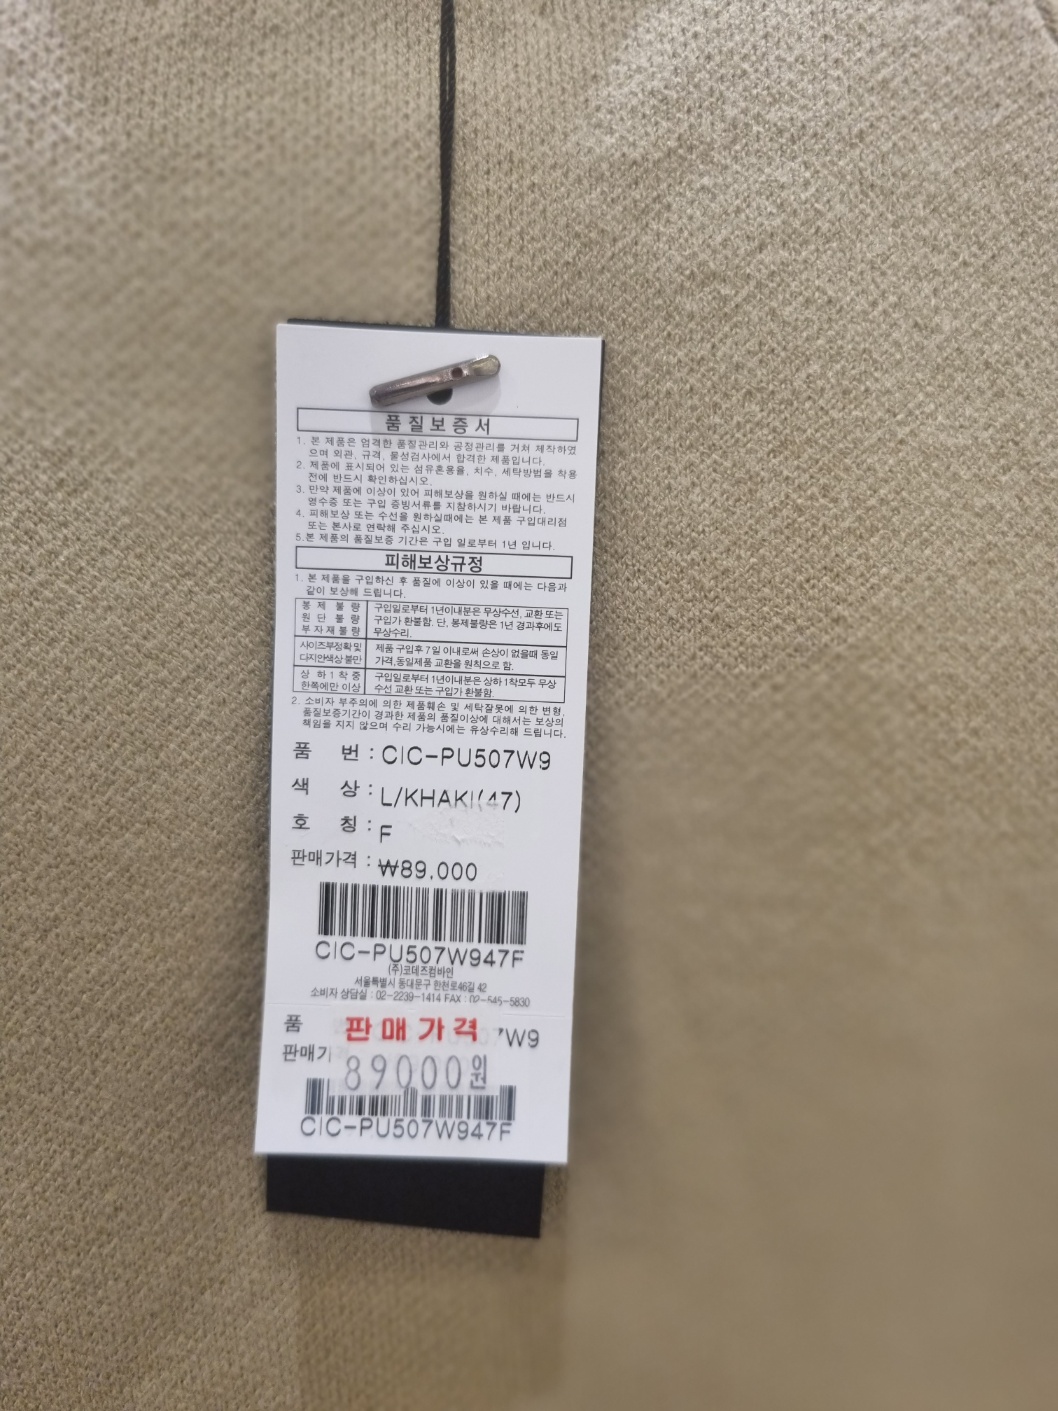 품질보증서
1. 본 제품은 엄격한 품질관리와 공정관리를 거쳐 제작하였
으며 외관, 규격, 물성검사에서 합격한 제품입니다.
2. 제품에 표시되어 있는 섬유혼용율, 치수, 세탁방법을 착용
전에 반드시 확인하십시오.
3. 만약 제품에 이상이 있어 피해보상을 원하실 때에는 반드시
영수증 또는 구입 증빙서류를 지참하시기 바랍니다.
4. 피해보상 또는 수선을 원하실때에는 본 제품 구입대리점
또는 본사로 연락해 주십시오.
5.본 제품의 품질보증 기간은 구입 일로부터 1년 입니다.
피해보상규정
1. 본 제품을 구입하신 후 품질에 이상이 있을 때에는 다음과
같이 보상해 드립니다.
봉제불량 구입일로부터 1년이내분은 무상수선, 교환 또는
원단불량 구입가 환불함. 단, 봉제불량은 1년 경과후에도
부자재불량 무상수리.
사이즈부정확 및 제품 구입후 7일 이내로써 손상이 없을때 동일
디자인색상 불만 가격,동일제품 교환을 원칙으로 함.
상하1착중 구입일로부터 1년이내분은 상하 1착모두 무상
한쪽에만 이상 수선 교환 또는 구입가 환불함.
2. 소비자 부주의에 의한 제품훼손 및 세탁잘못에 의한 변형,
품질보증기간이 경과한 제품의 품질이상에 대해서는 보상의
책임을 지지 않으며 수리 가능시에는 유상수리해 드립니다.
품 번 : CIC-PU507W9
색 상 : L/KHAKI(47)
호 칭 : F
판매가격 : ₩89,000
CIC-PU507W947F
(주)코데즈컴바인
서울특별시 동대문구 한천로46길 42
소비자 상담실 : 02-2239-1414 FAX : 02-545-5830
품 판매가격 7W9
판매가 89000원
CIC-PU507W947F